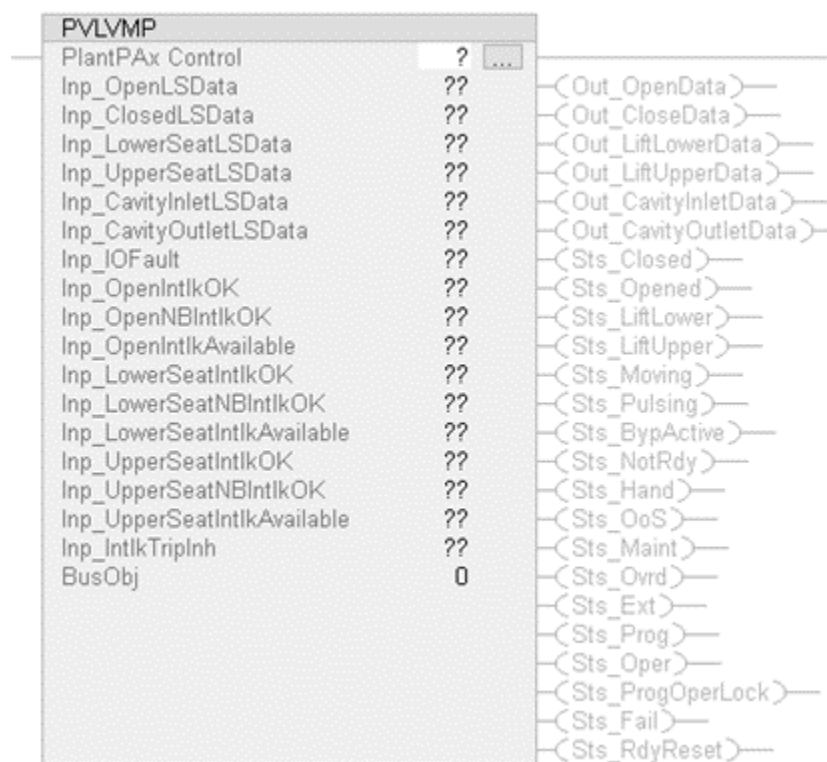 PVLVMP
PlantPAx Control ? ...
Inp_OpenLSData ?? Out_OpenData
Inp_ClosedLSData ?? Out_CloseData
Inp_LowerSeatLSData ?? Out_LiftLowerData
Inp_UpperSeatLSData ?? Out_LiftUpperData
Inp_CavityInletLSData ?? Out_CavityInletData
Inp_CavityOutletLSData ?? Out_CavityOutletData
Inp_IOFault ?? Sts_Closed
Inp_OpenIntlkOK ?? Sts_Opened
Inp_OpenNBIntlkOK ?? Sts_LiftLower
Inp_OpenIntlkAvailable ?? Sts_LiftUpper
Inp_LowerSeatIntlkOK ?? Sts_Moving
Inp_LowerSeatNBIntlkOK ?? Sts_Pulsing
Inp_LowerSeatIntlkAvailable ?? Sts_BypActive
Inp_UpperSeatIntlkOK ?? Sts_NotRdy
Inp_UpperSeatNBIntlkOK ?? Sts_Hand
Inp_UpperSeatIntlkAvailable ?? Sts_OoS
Inp_IntlkTripInh ?? Sts_Maint
BusObj 0 Sts_Ovrd
Sts_Ext
Sts_Prog
Sts_Oper
Sts_ProgOperLock
Sts_Fail
Sts_RdyReset